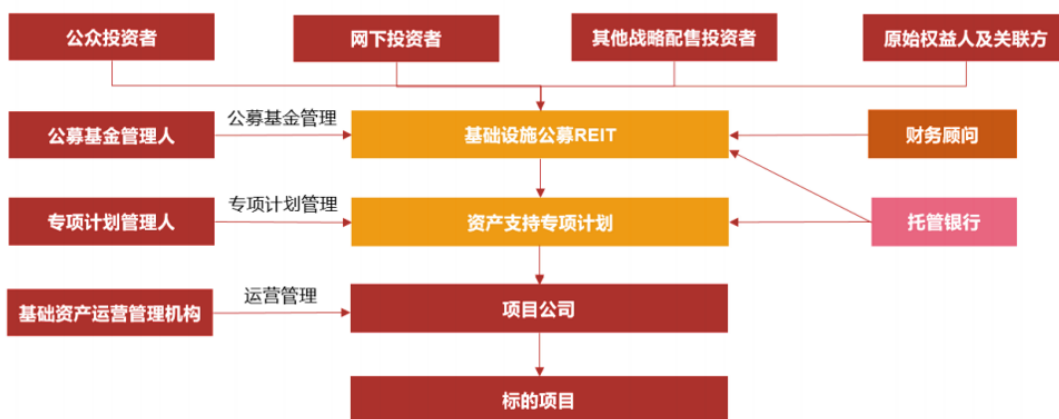 公众投资者
网下投资者
其他战略配售投资者
原始权益人及关联方
公募基金管理人
公募基金管理
基础设施公募REIT
财务顾问
专项计划管理人
专项计划管理
资产支持专项计划
托管银行
基础资产运营管理机构
运营管理
项目公司
标的项目